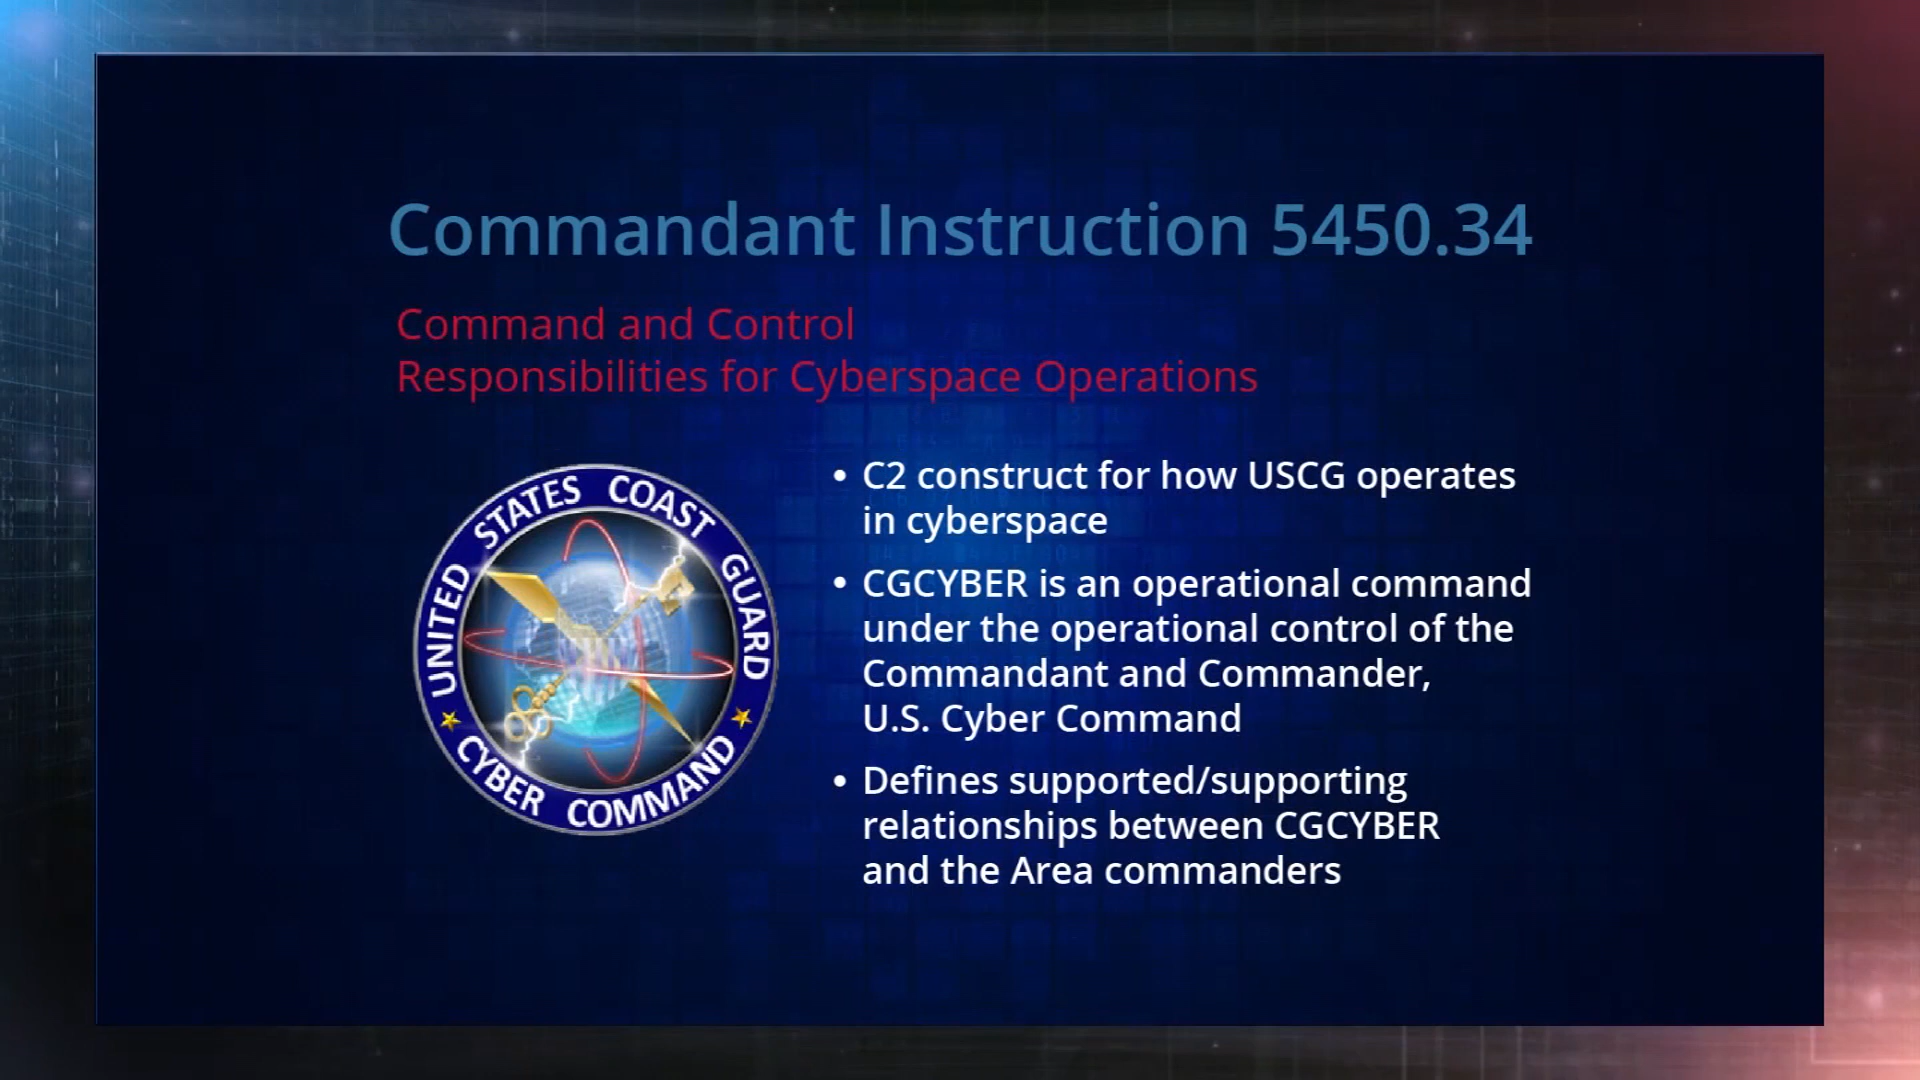 Commandant Instruction 5450.34
Command and Control
Responsibilities for Cyberspace Operations
UNITED STATES COAST GUARD
CYBER COMMAND
• C2 construct for how USCG operates
in cyberspace
• CGCYBER is an operational command
under the operational control of the
Commandant and Commander,
U.S. Cyber Command
• Defines supported/supporting
relationships between CGCYBER
and the Area commanders